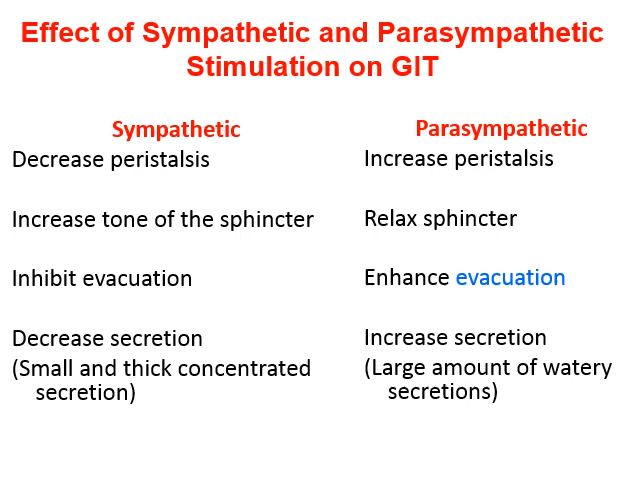 Effect of Sympathetic and Parasympathetic
Stimulation on GIT
Sympathetic
Decrease peristalsis
Increase tone of the sphincter
Inhibit evacuation
Decrease secretion
(Small and thick concentrated
secretion)
Parasympathetic
Increase peristalsis
Relax sphincter
Enhance evacuation
Increase secretion
(Large amount of watery
secretions)